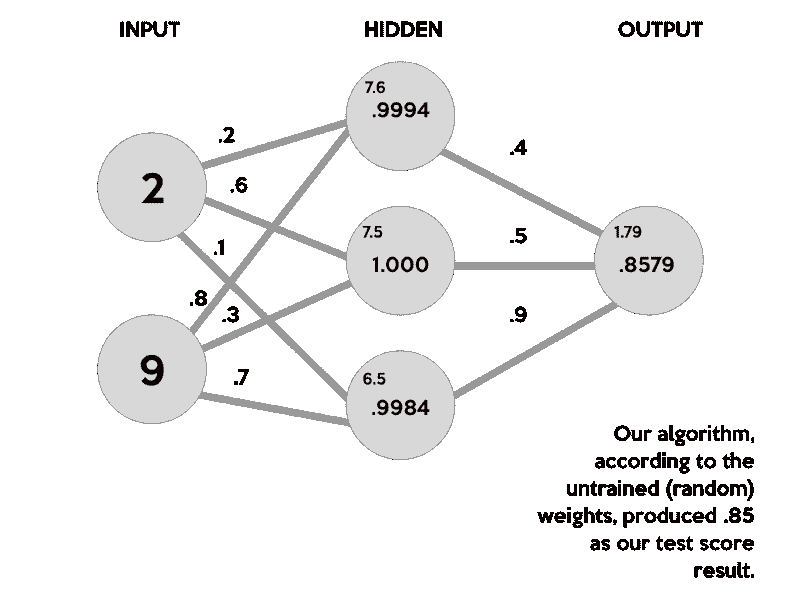 INPUT HIDDEN OUTPUT
7.6
.9994
.2
.4
2
.6
7.5
1.000
.5
1.79
.8579
.1
.8
.3
.9
9
.7
6.5
.9984
Our algorithm,
according to the
untrained (random)
weights, produced .85
as our test score
result.